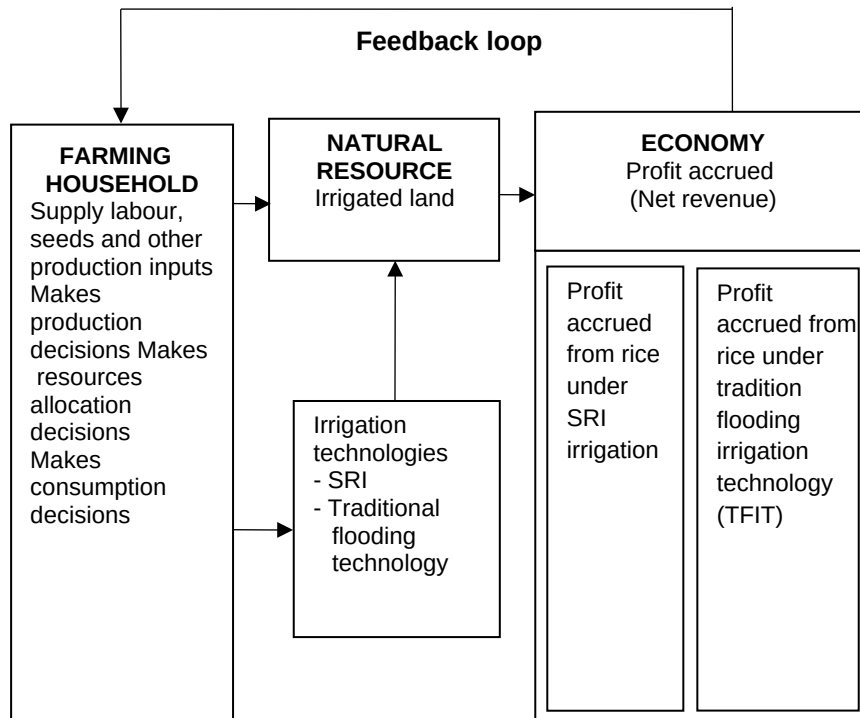 Feedback loop
FARMING
HOUSEHOLD
Supply labour,
seeds and other
production inputs
Makes
production
decisions Makes
resources
allocation
decisions
Makes
consumption
decisions
NATURAL
RESOURCE
Irrigated land
Irrigation
technologies
- SRI
- Traditional
flooding
technology
ECONOMY
Profit accrued
(Net revenue)
Profit
accrued
from rice
under
SRI
irrigation
Profit
accrued from
rice under
tradition
flooding
irrigation
technology
(TFIT)